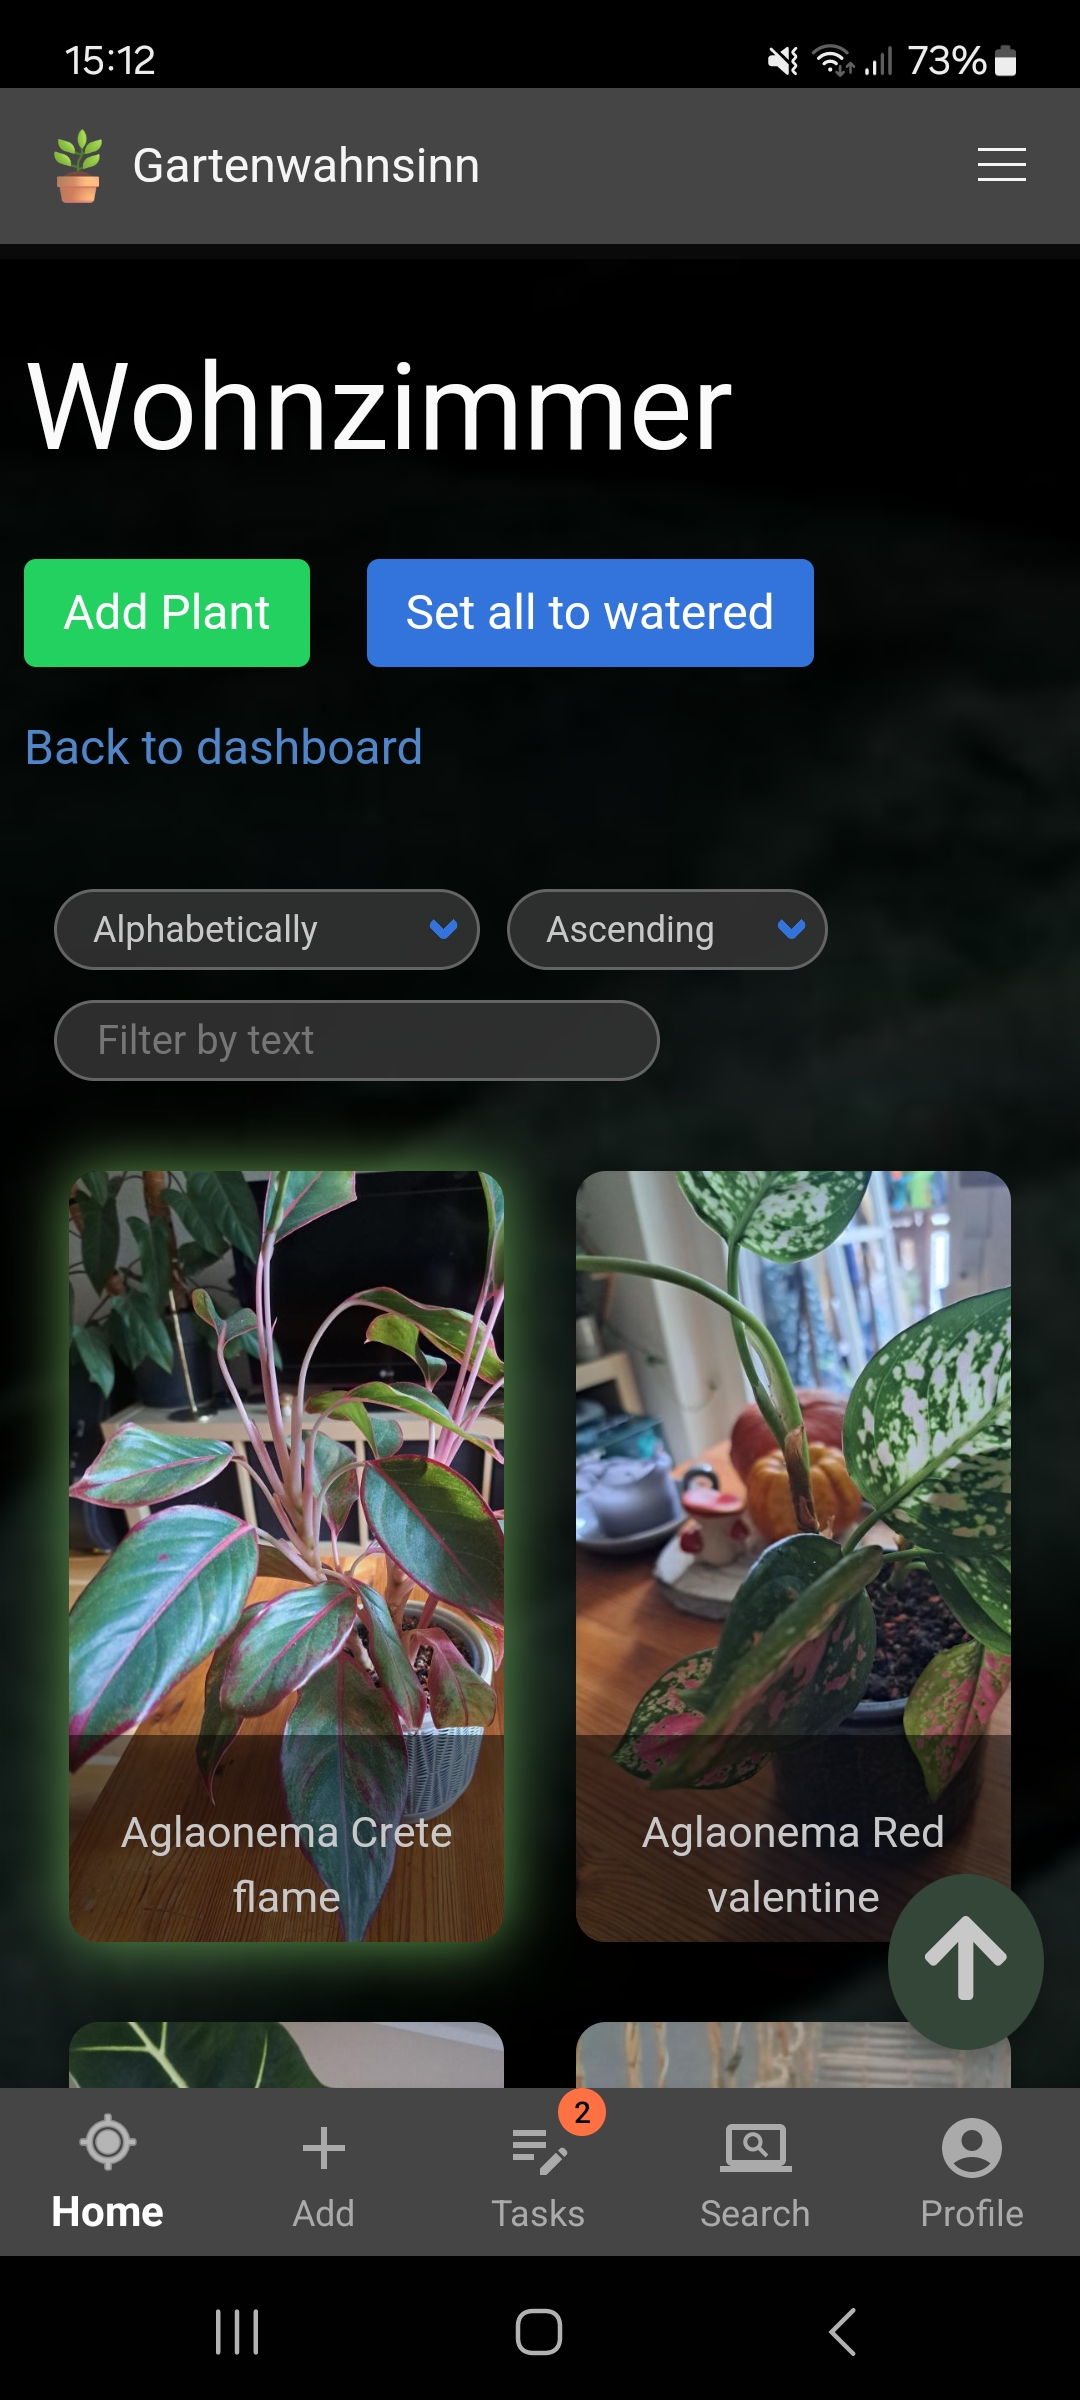 15:12
73%
Gartenwahnsinn
Wohnzimmer
Add Plant
Set all to watered
Back to dashboard
Alphabetically
Ascending
Filter by text
Aglaonema Crete
flame
Aglaonema Red
valentine
2
Home
Add
Tasks
Search
Profile